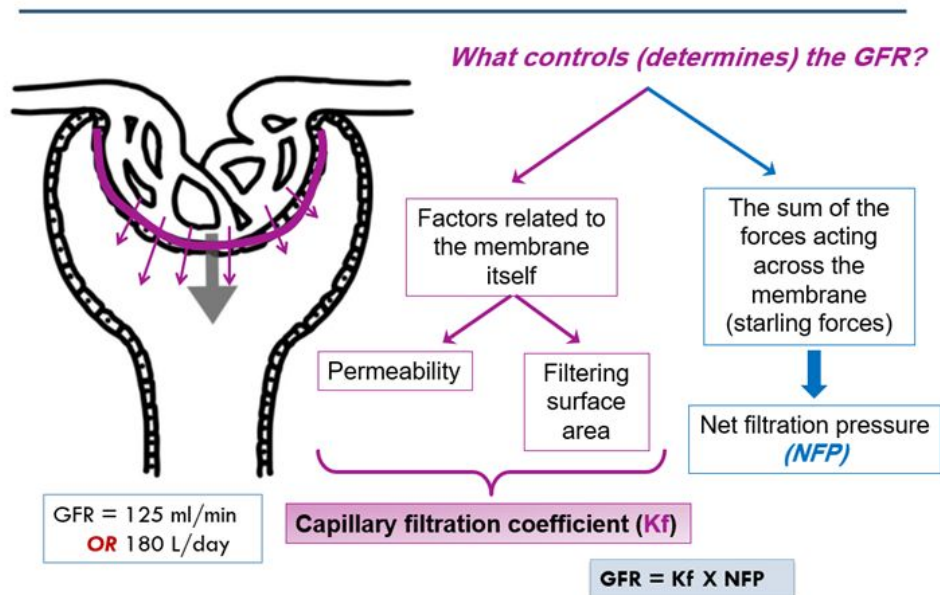 What controls (determines) the GFR?
Factors related to
the membrane
itself
The sum of the
forces acting
across the
membrane
(starling forces)
Permeability
Filtering
surface
area
Net filtration pressure
(NFP)
GFR = 125 ml/min
OR 180 L/day
Capillary filtration coefficient (Kf)
GFR = Kf X NFP